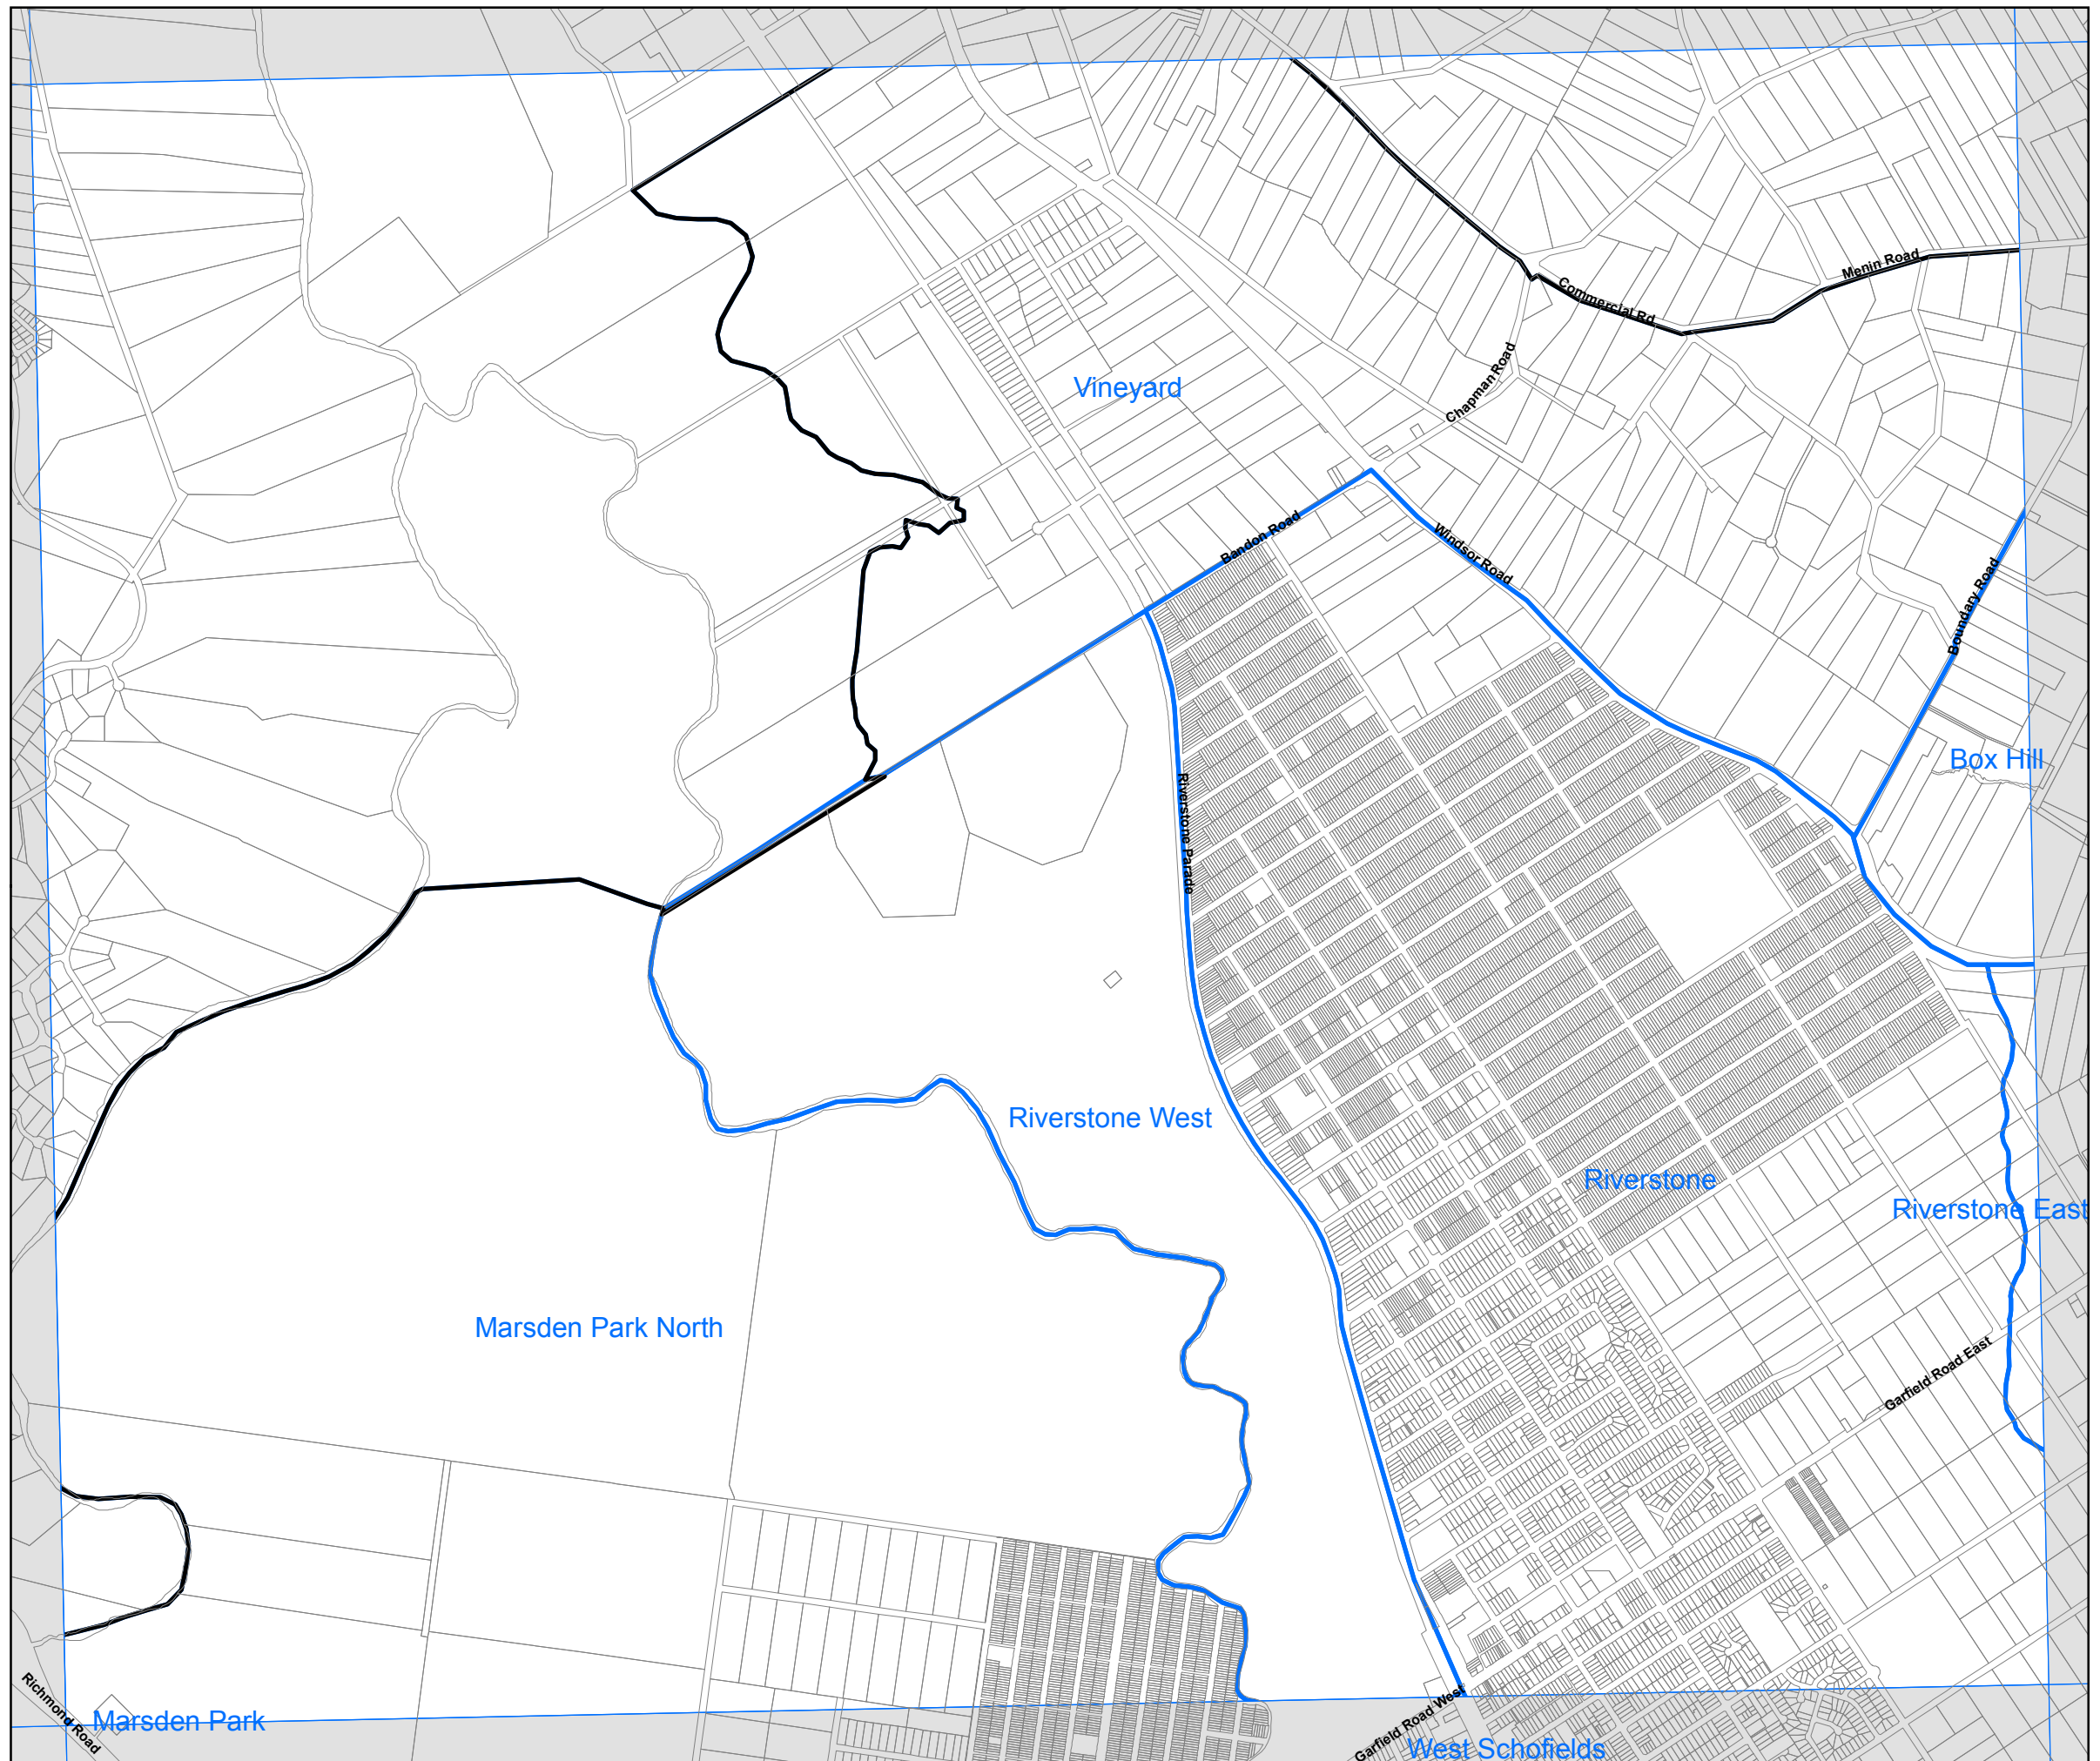 Menin Road
Commercial Rd
Chapman Road
Vineyard
Bandon Road
Windsor Road
Boundary Road
Box Hill
Riverstone Parade
Riverstone West
Riverstone
Riverstone East
Marsden Park North
Garfield Road East
Richmond Road
Marsden Park
Garfield Road West
West Schofields